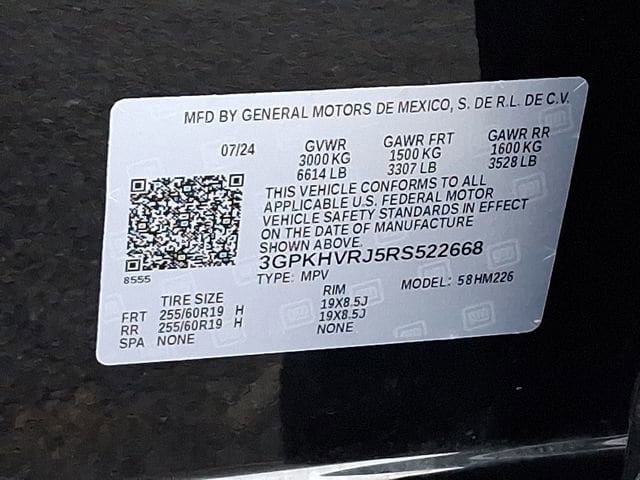 MFD BY GENERAL MOTORS DE MEXICO, S. DE R.L. DE C.V.
07/24 GVWR GAWR FRT GAWR RR
3000 KG 1500 KG 1600 KG
6614 LB 3307 LB 3528 LB
THIS VEHICLE CONFORMS TO ALL
APPLICABLE U.S. FEDERAL MOTOR
VEHICLE SAFETY STANDARDS IN EFFECT
ON THE DATE OF MANUFACTURE
SHOWN ABOVE.
3GPKHVRJ5RS522668
8555 TYPE: MPV MODEL: 58HM226
TIRE SIZE RIM
FRT 255/60R19 H 19X8.5J
RR 255/60R19 H 19X8.5J
SPA NONE NONE